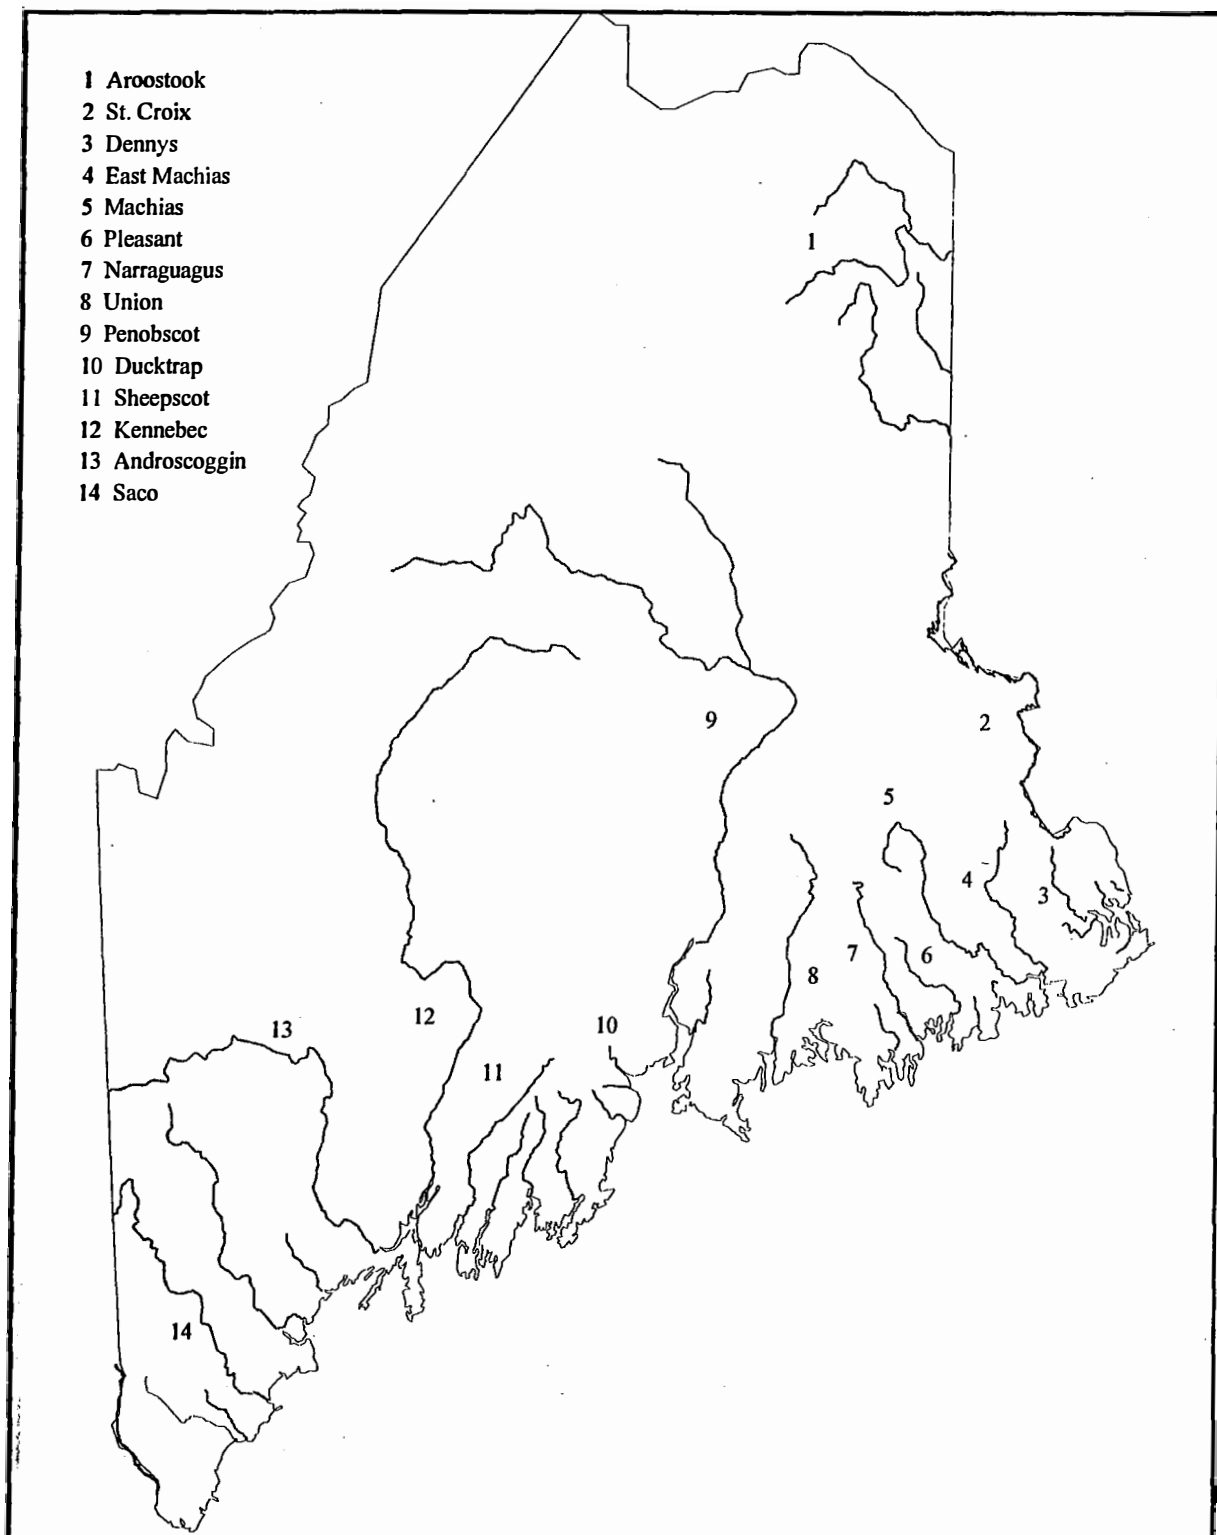 1 Aroostook
2 St. Croix
3 Dennys
4 East Machias
5 Machias
6 Pleasant
7 Narraguagus
8 Union
9 Penobscot
10 Ducktrap
11 Sheepscot
12 Kennebec
13 Androscoggin
14 Saco
1
9
2
5
4
3
7
6
8
10
12
13
11
14